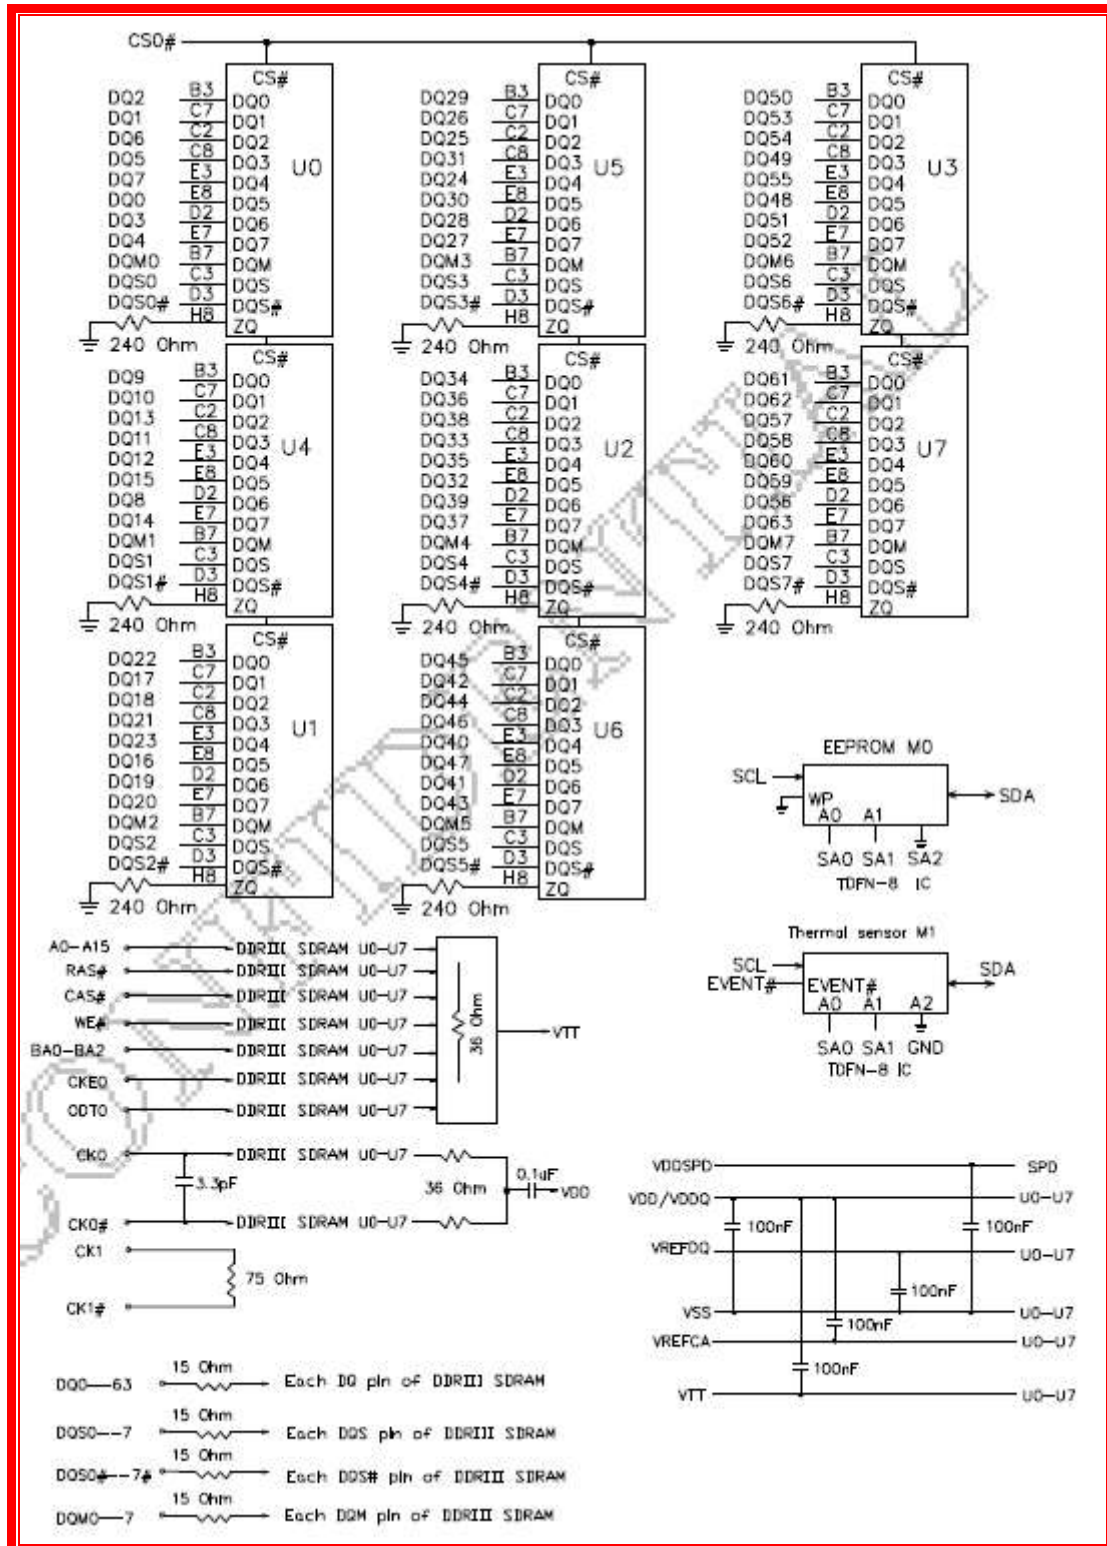 CS0#
CS#
DQ2 B3 DQ0
DQ1 C7 DQ1
DQ6 C2 DQ2
DQ5 C8 DQ3
U0
DQ7 E3 DQ4
DQ0 E8 DQ5
DQ3 D2 DQ6
DQ4 E7 DQ7
DQM0 B7 DQM
DQS0 C3 DQS
DQS0# D3 DQS#
H8 ZQ
240 Ohm
CS#
DQ9 B3 DQ0
DQ10 C7 DQ1
DQ13 C2 DQ2
DQ11 C8 DQ3
U4
DQ12 E3 DQ4
DQ15 E8 DQ5
DQ8 D2 DQ6
DQ14 E7 DQ7
DQM1 B7 DQM
DQS1 C3 DQS
DQS1# D3 DQS#
H8 ZQ
240 Ohm
CS#
DQ22 B3 DQ0
DQ17 C7 DQ1
DQ18 C2 DQ2
DQ21 C8 DQ3
U1
DQ23 E3 DQ4
DQ16 E8 DQ5
DQ19 D2 DQ6
DQ20 E7 DQ7
DQM2 B7 DQM
DQS2 C3 DQS
DQS2# D3 DQS#
H8 ZQ
240 Ohm
CS#
DQ29 B3 DQ0
DQ26 C7 DQ1
DQ25 C2 DQ2
DQ31 C8 DQ3
U5
DQ24 E3 DQ4
DQ30 E8 DQ5
DQ28 D2 DQ6
DQ27 E7 DQ7
DQM3 B7 DQM
DQS3 C3 DQS
DQS3# D3 DQS#
H8 ZQ
240 Ohm
CS#
DQ34 B3 DQ0
DQ36 C7 DQ1
DQ38 C2 DQ2
DQ33 C8 DQ3
U2
DQ35 E3 DQ4
DQ32 E8 DQ5
DQ39 D2 DQ6
DQ37 E7 DQ7
DQM4 B7 DQM
DQS4 C3 DQS
DQS4# D3 DQS#
H8 ZQ
240 Ohm
CS#
DQ45 B3 DQ0
DQ42 C7 DQ1
DQ44 C2 DQ2
DQ46 C8 DQ3
U6
DQ40 E3 DQ4
DQ47 E8 DQ5
DQ41 D2 DQ6
DQ43 E7 DQ7
DQM5 B7 DQM
DQS5 C3 DQS
DQS5# D3 DQS#
H8 ZQ
240 Ohm
CS#
DQ50 B3 DQ0
DQ53 C7 DQ1
DQ54 C2 DQ2
DQ49 C8 DQ3
U3
DQ55 E3 DQ4
DQ48 E8 DQ5
DQ51 D2 DQ6
DQ52 E7 DQ7
DQM6 B7 DQM
DQS6 C3 DQS
DQS6# D3 DQS#
H8 ZQ
240 Ohm
CS#
DQ61 B3 DQ0
DQ62 C7 DQ1
DQ57 C2 DQ2
DQ58 C8 DQ3
U7
DQ60 E3 DQ4
DQ59 E8 DQ5
DQ56 D2 DQ6
DQ63 E7 DQ7
DQM7 B7 DQM
DQS7 C3 DQS
DQS7# D3 DQS#
H8 ZQ
240 Ohm
EEPROM M0
SCL
SDA
WP
A0 A1
SA0 SA1 SA2
TDFN-8 IC
Thermal sensor M1
SCL
SDA
EVENT# EVENT#
A0 A1 A2
SA0 SA1 GND
TDFN-8 IC
A0-A15 DDRIII SDRAM U0-U7
RAS# DDRIII SDRAM U0-U7
CAS# DDRIII SDRAM U0-U7
WE# DDRIII SDRAM U0-U7
BA0-BA2 DDRIII SDRAM U0-U7
CKE0 DDRIII SDRAM U0-U7
ODT0 DDRIII SDRAM U0-U7
36 Ohm
VTT
CK0 DDRIII SDRAM U0-U7
3.3pF
36 Ohm
0.1uF
VDD
CK0# DDRIII SDRAM U0-U7
CK1
75 Ohm
CK1#
VDDSPD SPD
VDD/VDDQ U0-U7
100nF 100nF
VREFDQ U0-U7
100nF
VSS U0-U7
100nF
VREFCA U0-U7
100nF
VTT U0-U7
15 Ohm
DQ0--63 Each DQ pin of DDRIII SDRAM
15 Ohm
DQS0--7 Each DQS pin of DDRIII SDRAM
15 Ohm
DQS0#--7# Each DQS# pin of DDRIII SDRAM
15 Ohm
DQM0--7 Each DQM pin of DDRIII SDRAM
CONFIDENTIAL